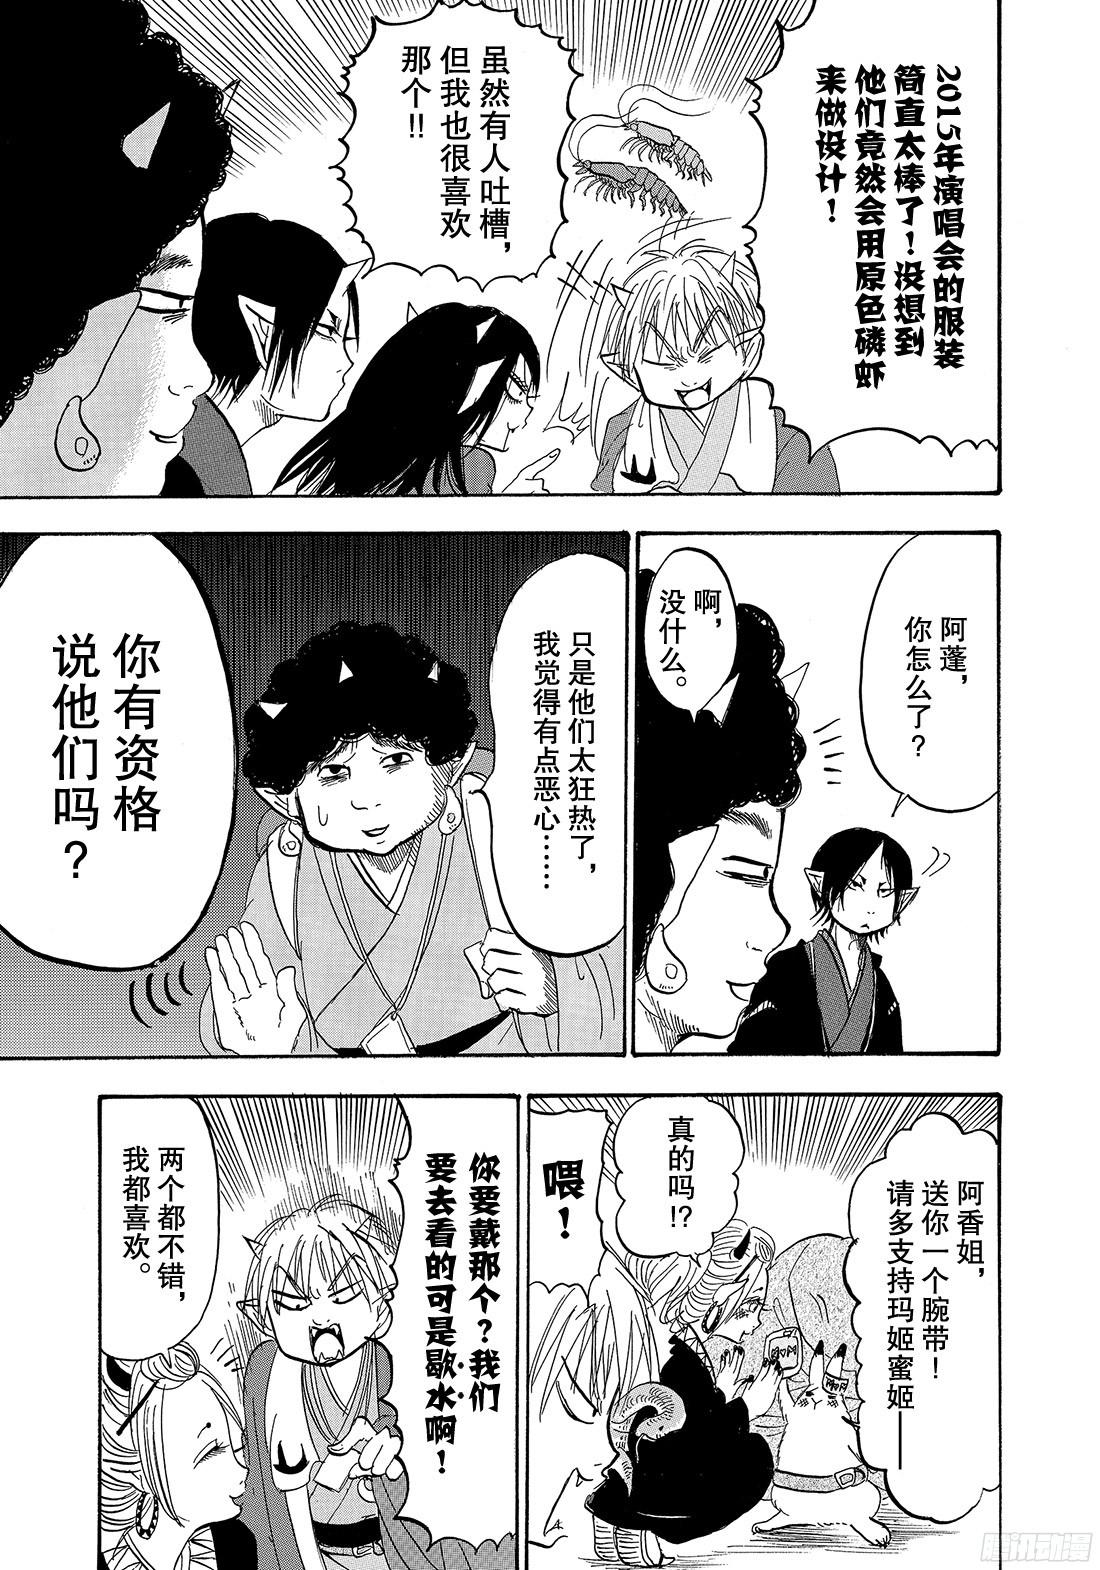 2015年演唱会的服装
简直太棒了！没想到
他们竟然会用原色磷虾
来做设计！
虽然有人吐槽，
但我也很喜欢
那个!!
阿蓬，
你怎么了？
啊，
没什么。
只是他们太狂热了，
我觉得有点恶心……
你有资格
说他们吗？
阿香姐，
送你一个腕带！
请多支持玛姬蜜姬——
真的吗!?
喂！
你要戴那个？我们
要去看的可是歇水啊！
两个都不错，
我都喜欢。
腾讯动漫